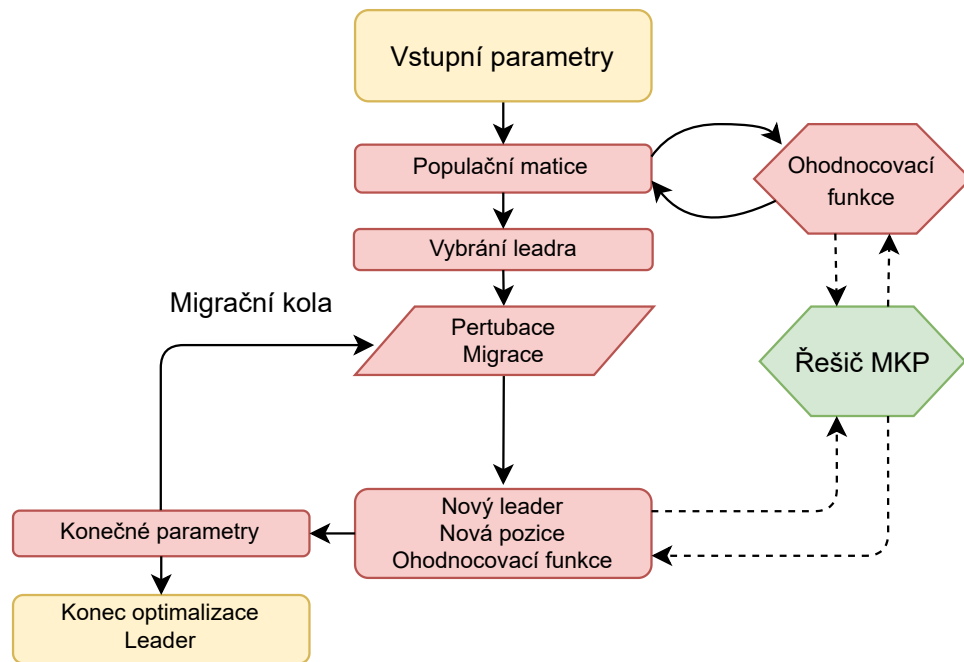 Vstupní parametry
Populační matice
Ohodnocovací
funkce
Vybrání leadra
Migrační kola
Pertubace
Migrace
Řešič MKP
Nový leader
Nová pozice
Ohodnocovací funkce
Konečné parametry
Konec optimalizace
Leader